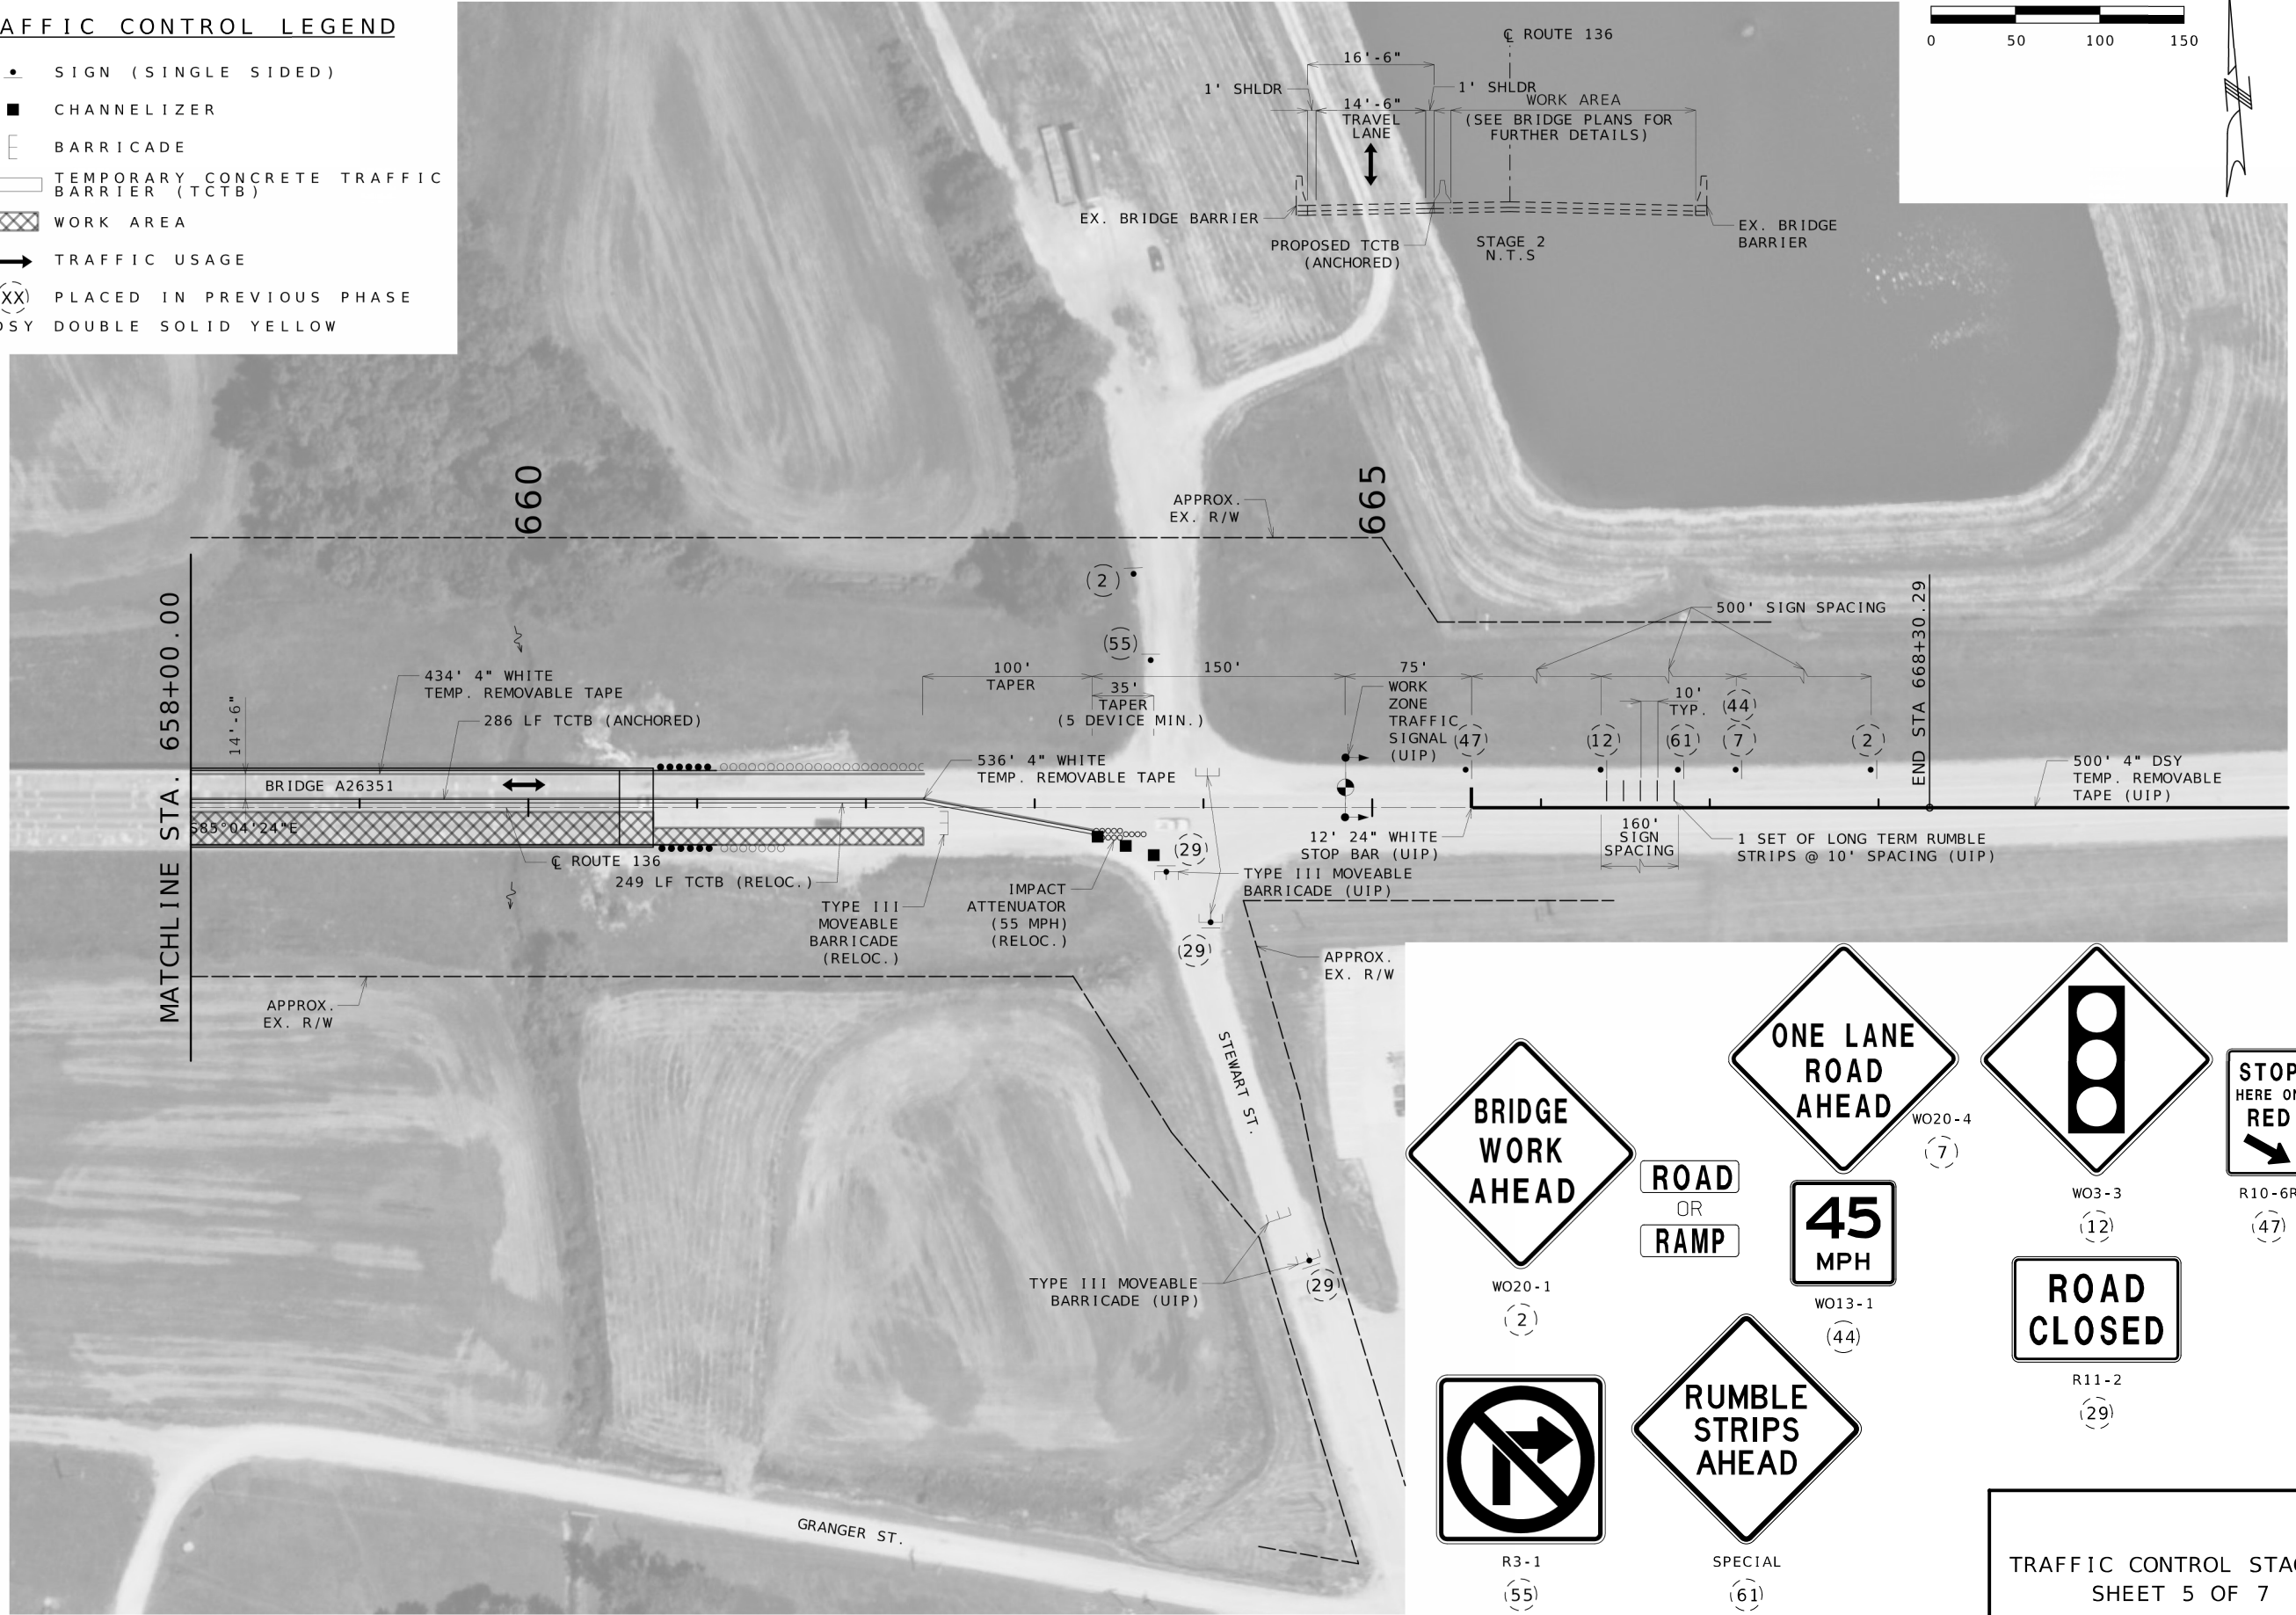 AFFIC CONTROL LEGEND
SIGN (SINGLE SIDED)
CHANNELIZER
BARRICADE
TEMPORARY CONCRETE TRAFFIC
BARRIER (TCTB)
WORK AREA
TRAFFIC USAGE
XX PLACED IN PREVIOUS PHASE
DSY DOUBLE SOLID YELLOW
℄ ROUTE 136
16'-6"
1' SHLDR
1' SHLDR
14'-6"
TRAVEL
LANE
WORK AREA
(SEE BRIDGE PLANS FOR
FURTHER DETAILS)
EX. BRIDGE BARRIER
PROPOSED TCTB
(ANCHORED)
STAGE 2
N.T.S
EX. BRIDGE
BARRIER
0 50 100 150
660
665
APPROX.
EX. R/W
MATCHLINE STA. 658+00.00
2
55
500' SIGN SPACING
END STA 668+30.29
434' 4" WHITE
TEMP. REMOVABLE TAPE
286 LF TCTB (ANCHORED)
14'-6"
100'
TAPER
35'
TAPER
(5 DEVICE MIN.)
150'
75'
WORK
ZONE
TRAFFIC
SIGNAL
(UIP)
47
12
10'
TYP.
61
44
7
2
536' 4" WHITE
TEMP. REMOVABLE TAPE
500' 4" DSY
TEMP. REMOVABLE
TAPE (UIP)
BRIDGE A26351
S85°04'24"E
℄ ROUTE 136
249 LF TCTB (RELOC.)
TYPE III
MOVEABLE
BARRICADE
(RELOC.)
IMPACT
ATTENUATOR
(55 MPH)
(RELOC.)
29
TYPE III MOVEABLE
BARRICADE (UIP)
29
12' 24" WHITE
STOP BAR (UIP)
160'
SIGN
SPACING
1 SET OF LONG TERM RUMBLE
STRIPS @ 10' SPACING (UIP)
APPROX.
EX. R/W
APPROX.
EX. R/W
STEWART ST.
TYPE III MOVEABLE
BARRICADE (UIP)
29
GRANGER ST.
BRIDGE
WORK
AHEAD
WO20-1
2
ROAD
OR
RAMP
ONE LANE
ROAD
AHEAD
WO20-4
7
45
MPH
WO13-1
44
WO3-3
12
STOP
HERE ON
RED
R10-6R
47
ROAD
CLOSED
R11-2
29
R3-1
55
RUMBLE
STRIPS
AHEAD
SPECIAL
61
TRAFFIC CONTROL STA
SHEET 5 OF 7